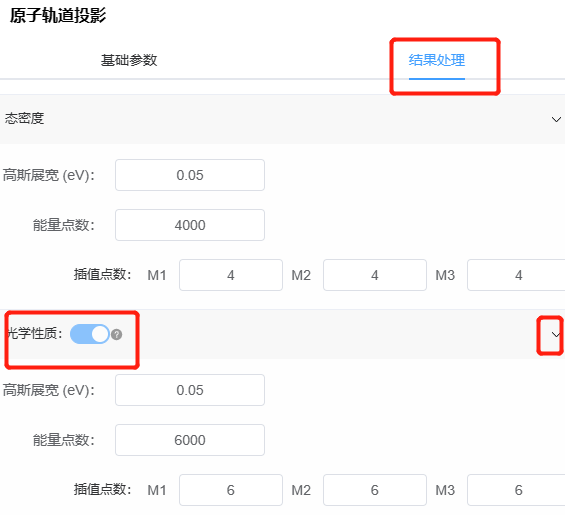 原子轨道投影
基础参数 结果处理
态密度
高斯展宽 (eV): 0.05
能量点数: 4000
插值点数: M1 4 M2 4 M3 4
光学性质: ?
高斯展宽 (eV): 0.05
能量点数: 6000
插值点数: M1 6 M2 6 M3 6